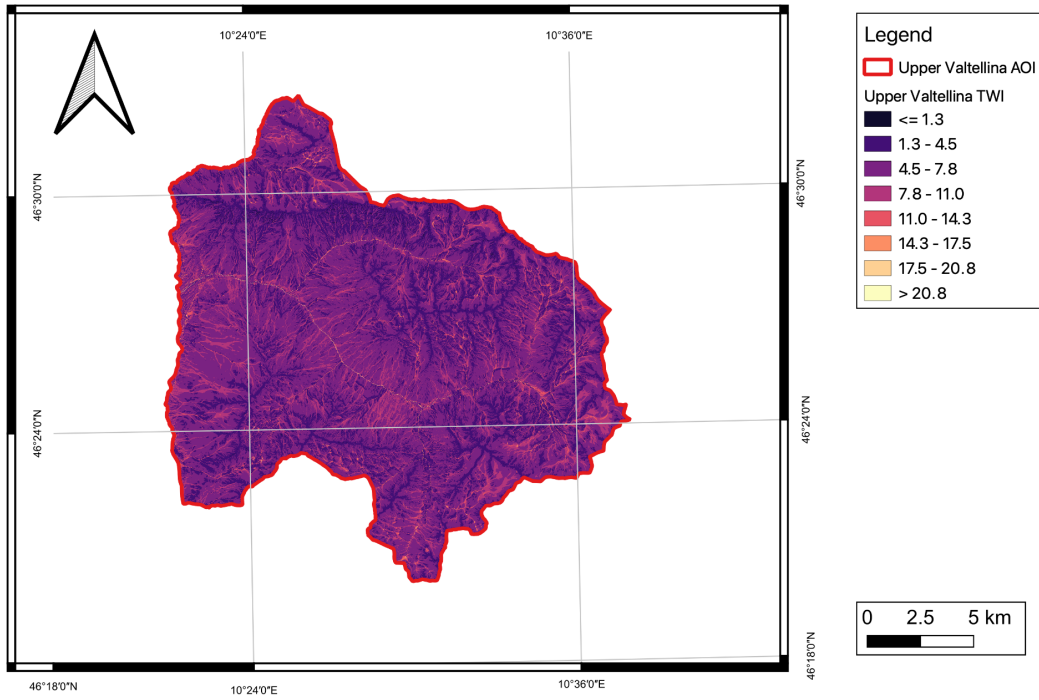 10°24'0"E
10°36'0"E
46°30'0"N
46°30'0"N
46°24'0"N
46°24'0"N
46°18'0"N
46°18'0"N
10°24'0"E
10°36'0"E
Legend
Upper Valtellina AOI
Upper Valtellina TWI
<= 1.3
1.3 - 4.5
4.5 - 7.8
7.8 - 11.0
11.0 - 14.3
14.3 - 17.5
17.5 - 20.8
> 20.8
0 2.5 5 km